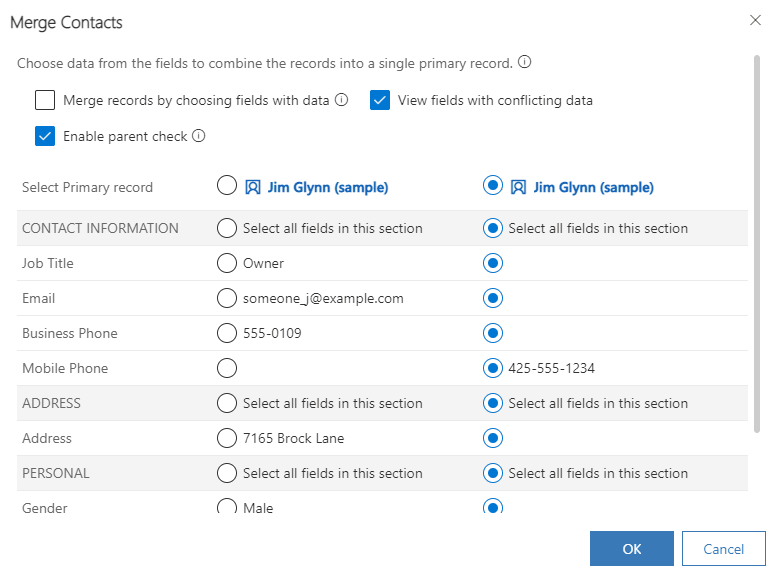 Merge Contacts
Choose data from the fields to combine the records into a single primary record.
Merge records by choosing fields with data View fields with conflicting data
Enable parent check
Select Primary record Jim Glynn (sample) Jim Glynn (sample)
CONTACT INFORMATION Select all fields in this section Select all fields in this section
Job Title Owner
Email someone_j@example.com
Business Phone 555-0109
Mobile Phone 425-555-1234
ADDRESS Select all fields in this section Select all fields in this section
Address 7165 Brock Lane
PERSONAL Select all fields in this section Select all fields in this section
Gender Male
OK Cancel